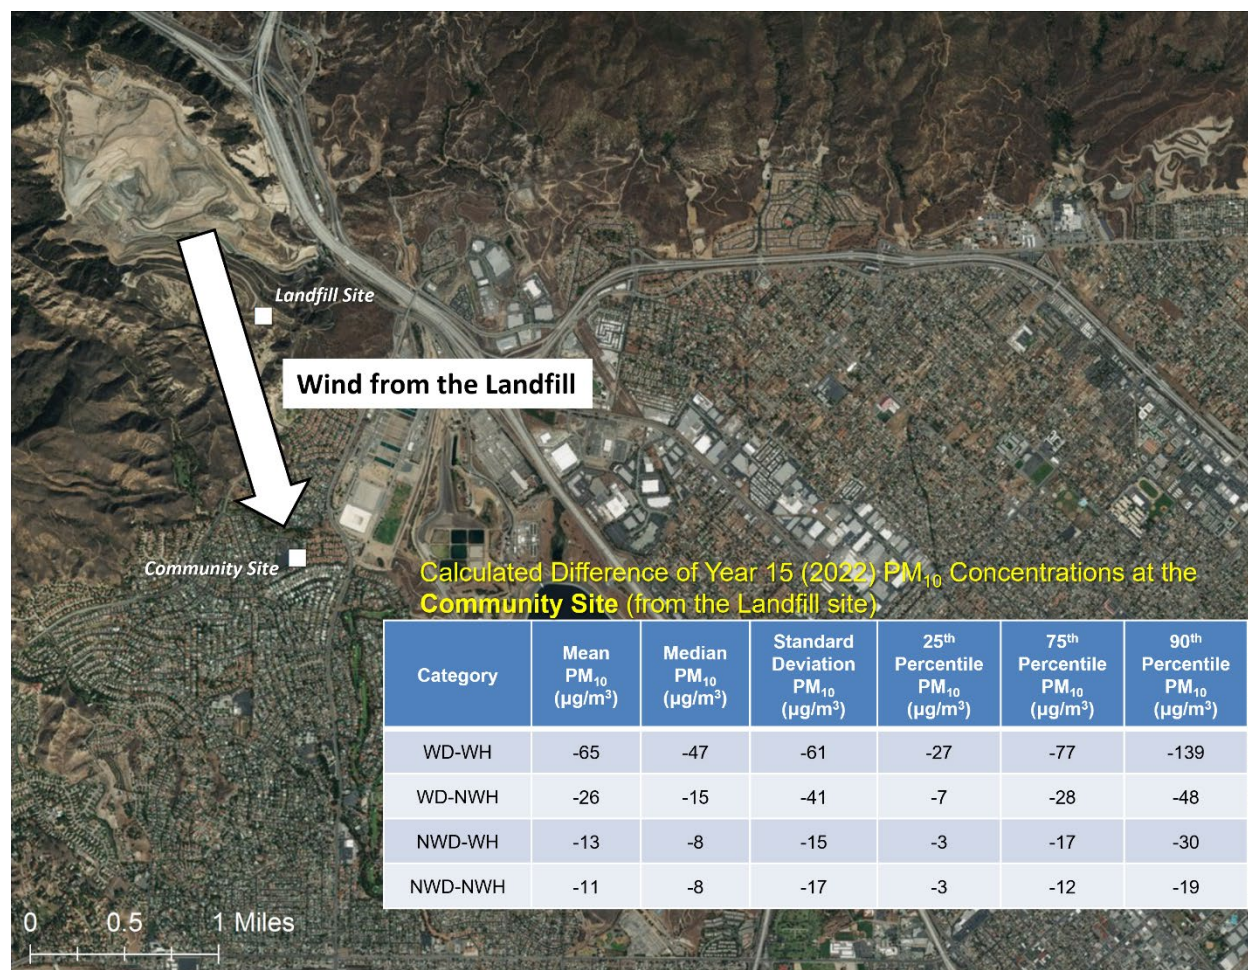 Landfill Site
Wind from the Landfill
Community Site
Calculated Difference of Year 15 (2022) PM₁₀ Concentrations at the
Community Site (from the Landfill site)
Category
Mean
PM₁₀
(µg/m³)
Median
PM₁₀
(µg/m³)
Standard
Deviation
PM₁₀
(µg/m³)
25th
Percentile
PM₁₀
(µg/m³)
75th
Percentile
PM₁₀
(µg/m³)
90th
Percentile
PM₁₀
(µg/m³)
WD-WH -65 -47 -61 -27 -77 -139
WD-NWH -26 -15 -41 -7 -28 -48
NWD-WH -13 -8 -15 -3 -17 -30
NWD-NWH -11 -8 -17 -3 -12 -19
0 0.5 1 Miles